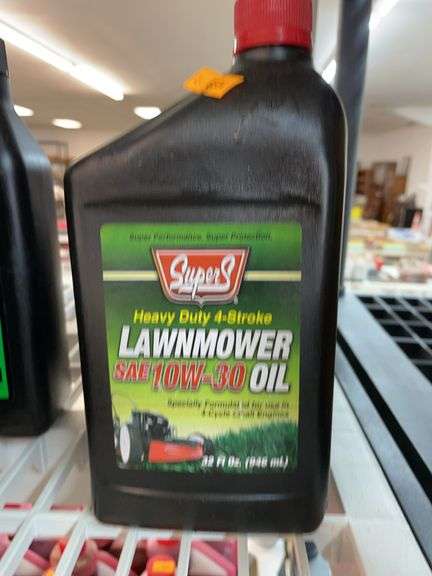 Super Performance. Super Protection.
Super S
Heavy Duty 4-Stroke
LAWNMOWER
SAE 10W-30 OIL
Specially Formulated for use in
4-Cycle Small Engines
32 Fl Oz. (946 mL)